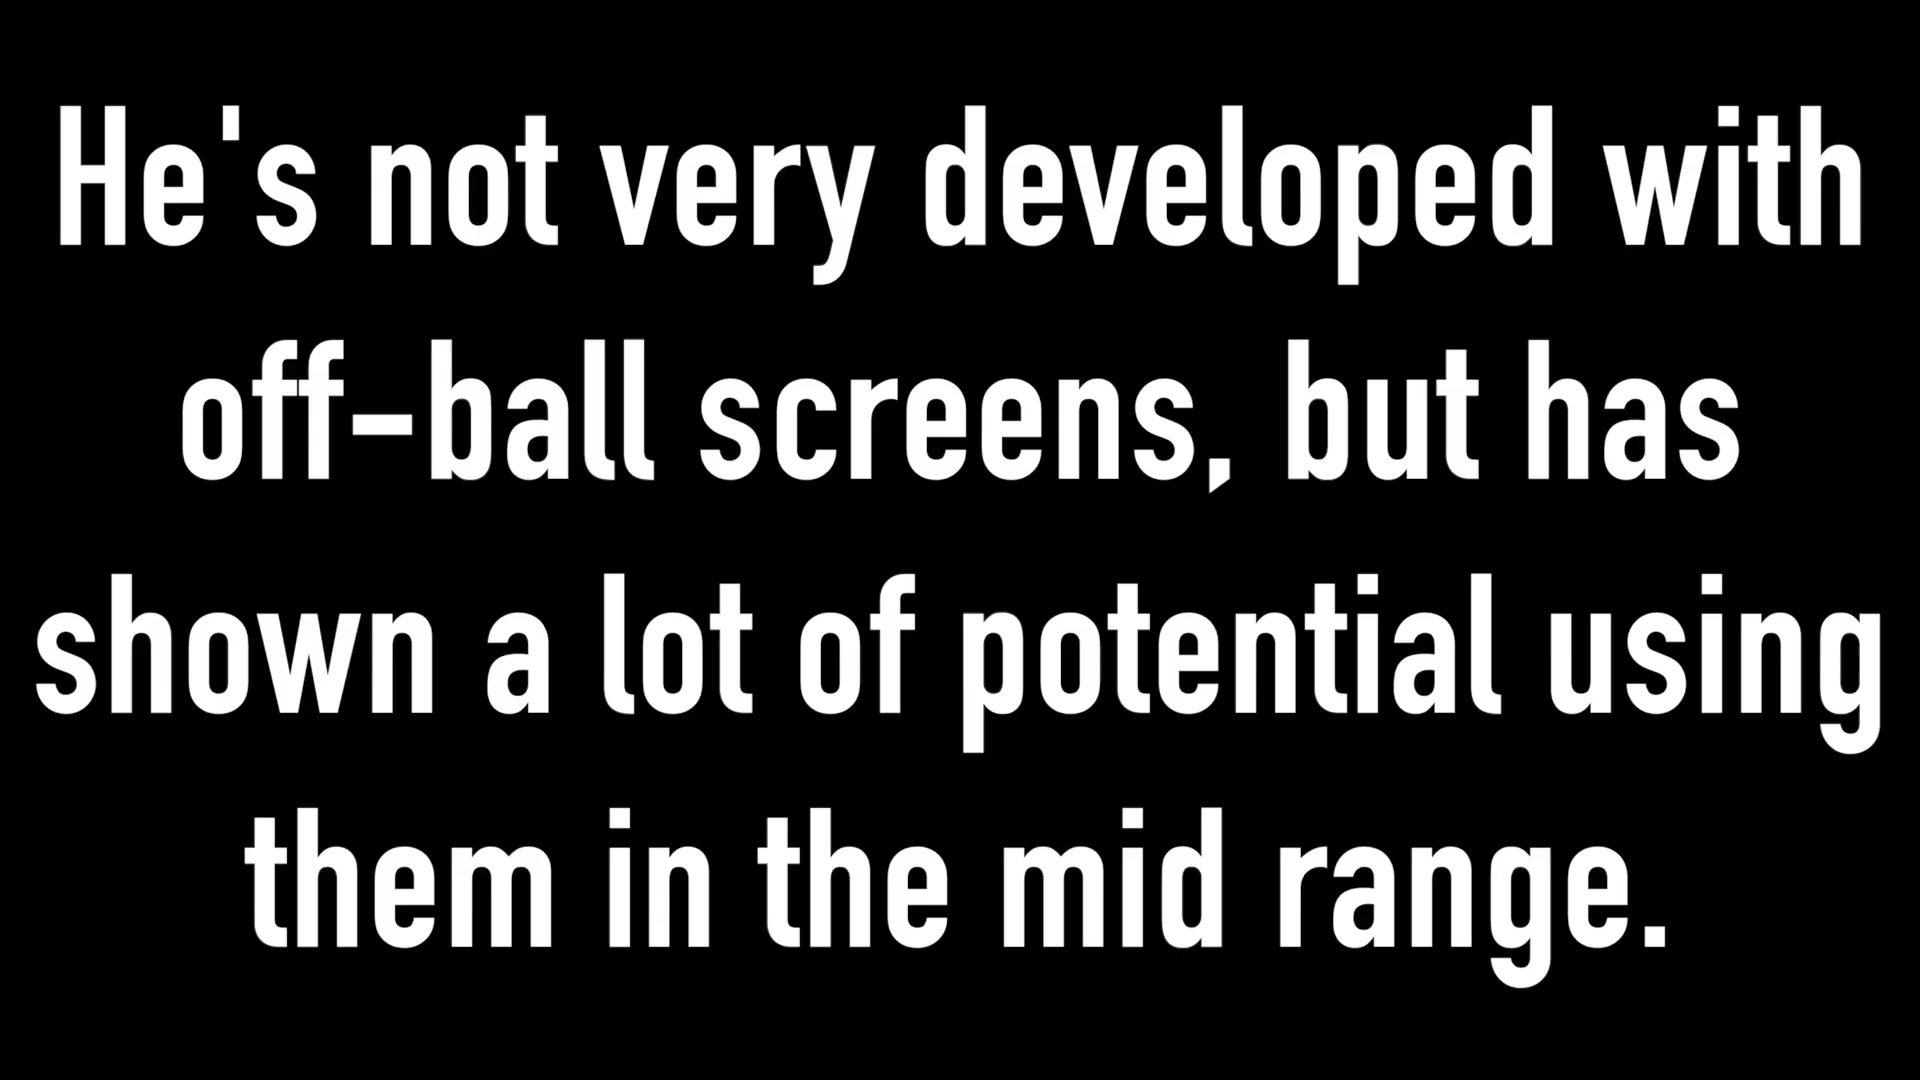 He's not very developed with
off-ball screens, but has
shown a lot of potential using
them in the mid range.